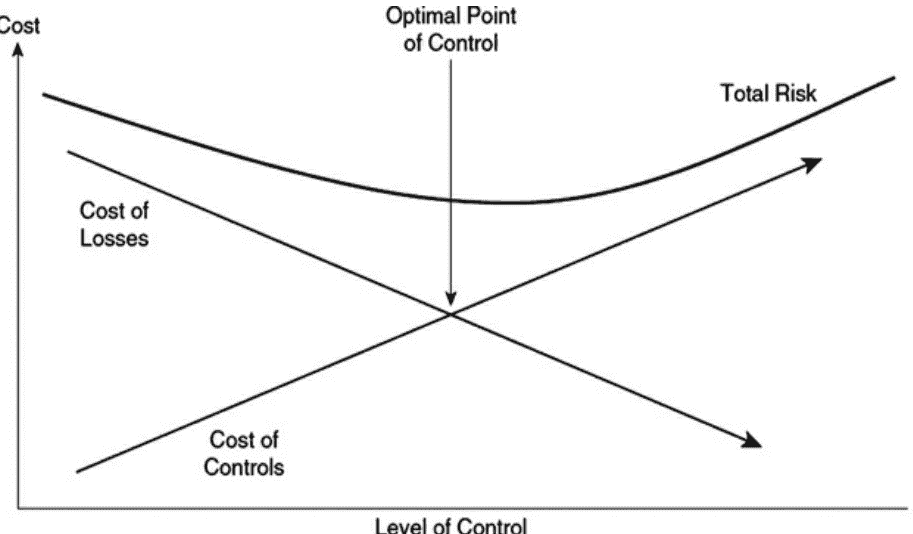 Cost
Optimal Point
of Control
Total Risk
Cost of
Losses
Cost of
Controls
Level of Control